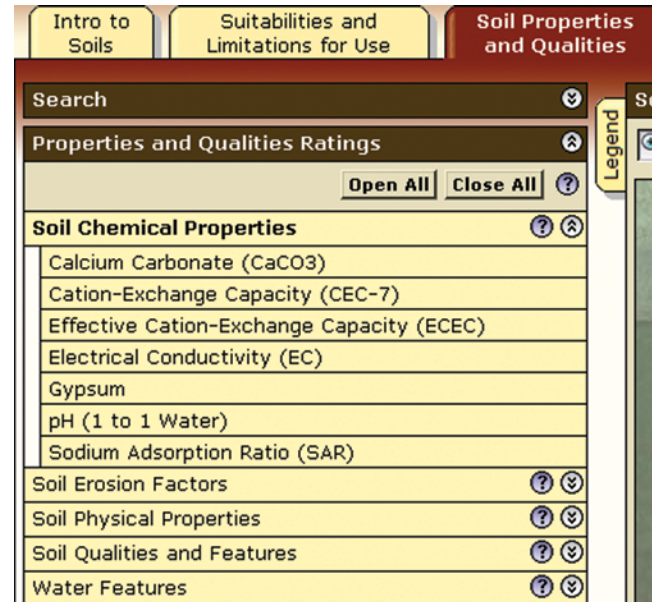 Intro to
Soils
Suitabilities and
Limitations for Use
Soil Properties
and Qualities
Search
Properties and Qualities Ratings
Open All Close All ?
Soil Chemical Properties ?
Calcium Carbonate (CaCO3)
Cation-Exchange Capacity (CEC-7)
Effective Cation-Exchange Capacity (ECEC)
Electrical Conductivity (EC)
Gypsum
pH (1 to 1 Water)
Sodium Adsorption Ratio (SAR)
Soil Erosion Factors ?
Soil Physical Properties ?
Soil Qualities and Features ?
Water Features ?
Legend